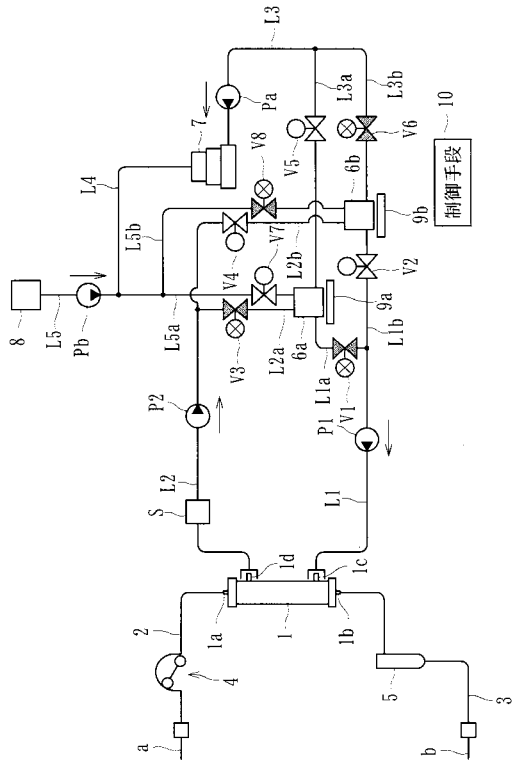 8
L5
Pb
L5a
L4
L5b
7
Pa
L3
V8
V4
V7
L2b
V3
L2a
6a
9a
V5
L3a
L3b
V6
6b
9b
V2
10
制御手段
P2
L2
S
L1a
V1
P1
L1b
L1
1d
1c
1
1a
1b
2
4
a
5
3
b